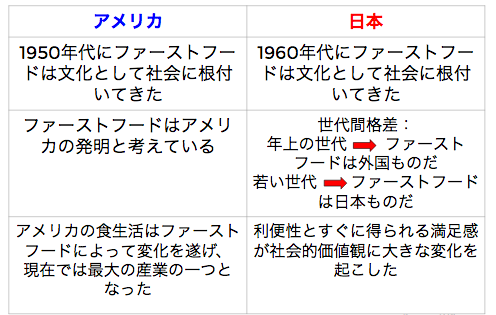 アメリカ
日本
1950年代にファーストフー
ドは文化として社会に根付
いてきた
1960年代にファーストフー
ドは文化として社会に根付
いてきた
ファーストフードはアメリ
カの発明と考えている
世代間格差：
年上の世代 ファースト
フードは外国ものだ
若い世代 ファーストフード
は日本ものだ
アメリカの食生活はファースト
フードによって変化を遂げ、
現在では最大の産業の一つと
なった
利便性とすぐに得られる満足感
が社会的価値観に大きな変化を
起こした